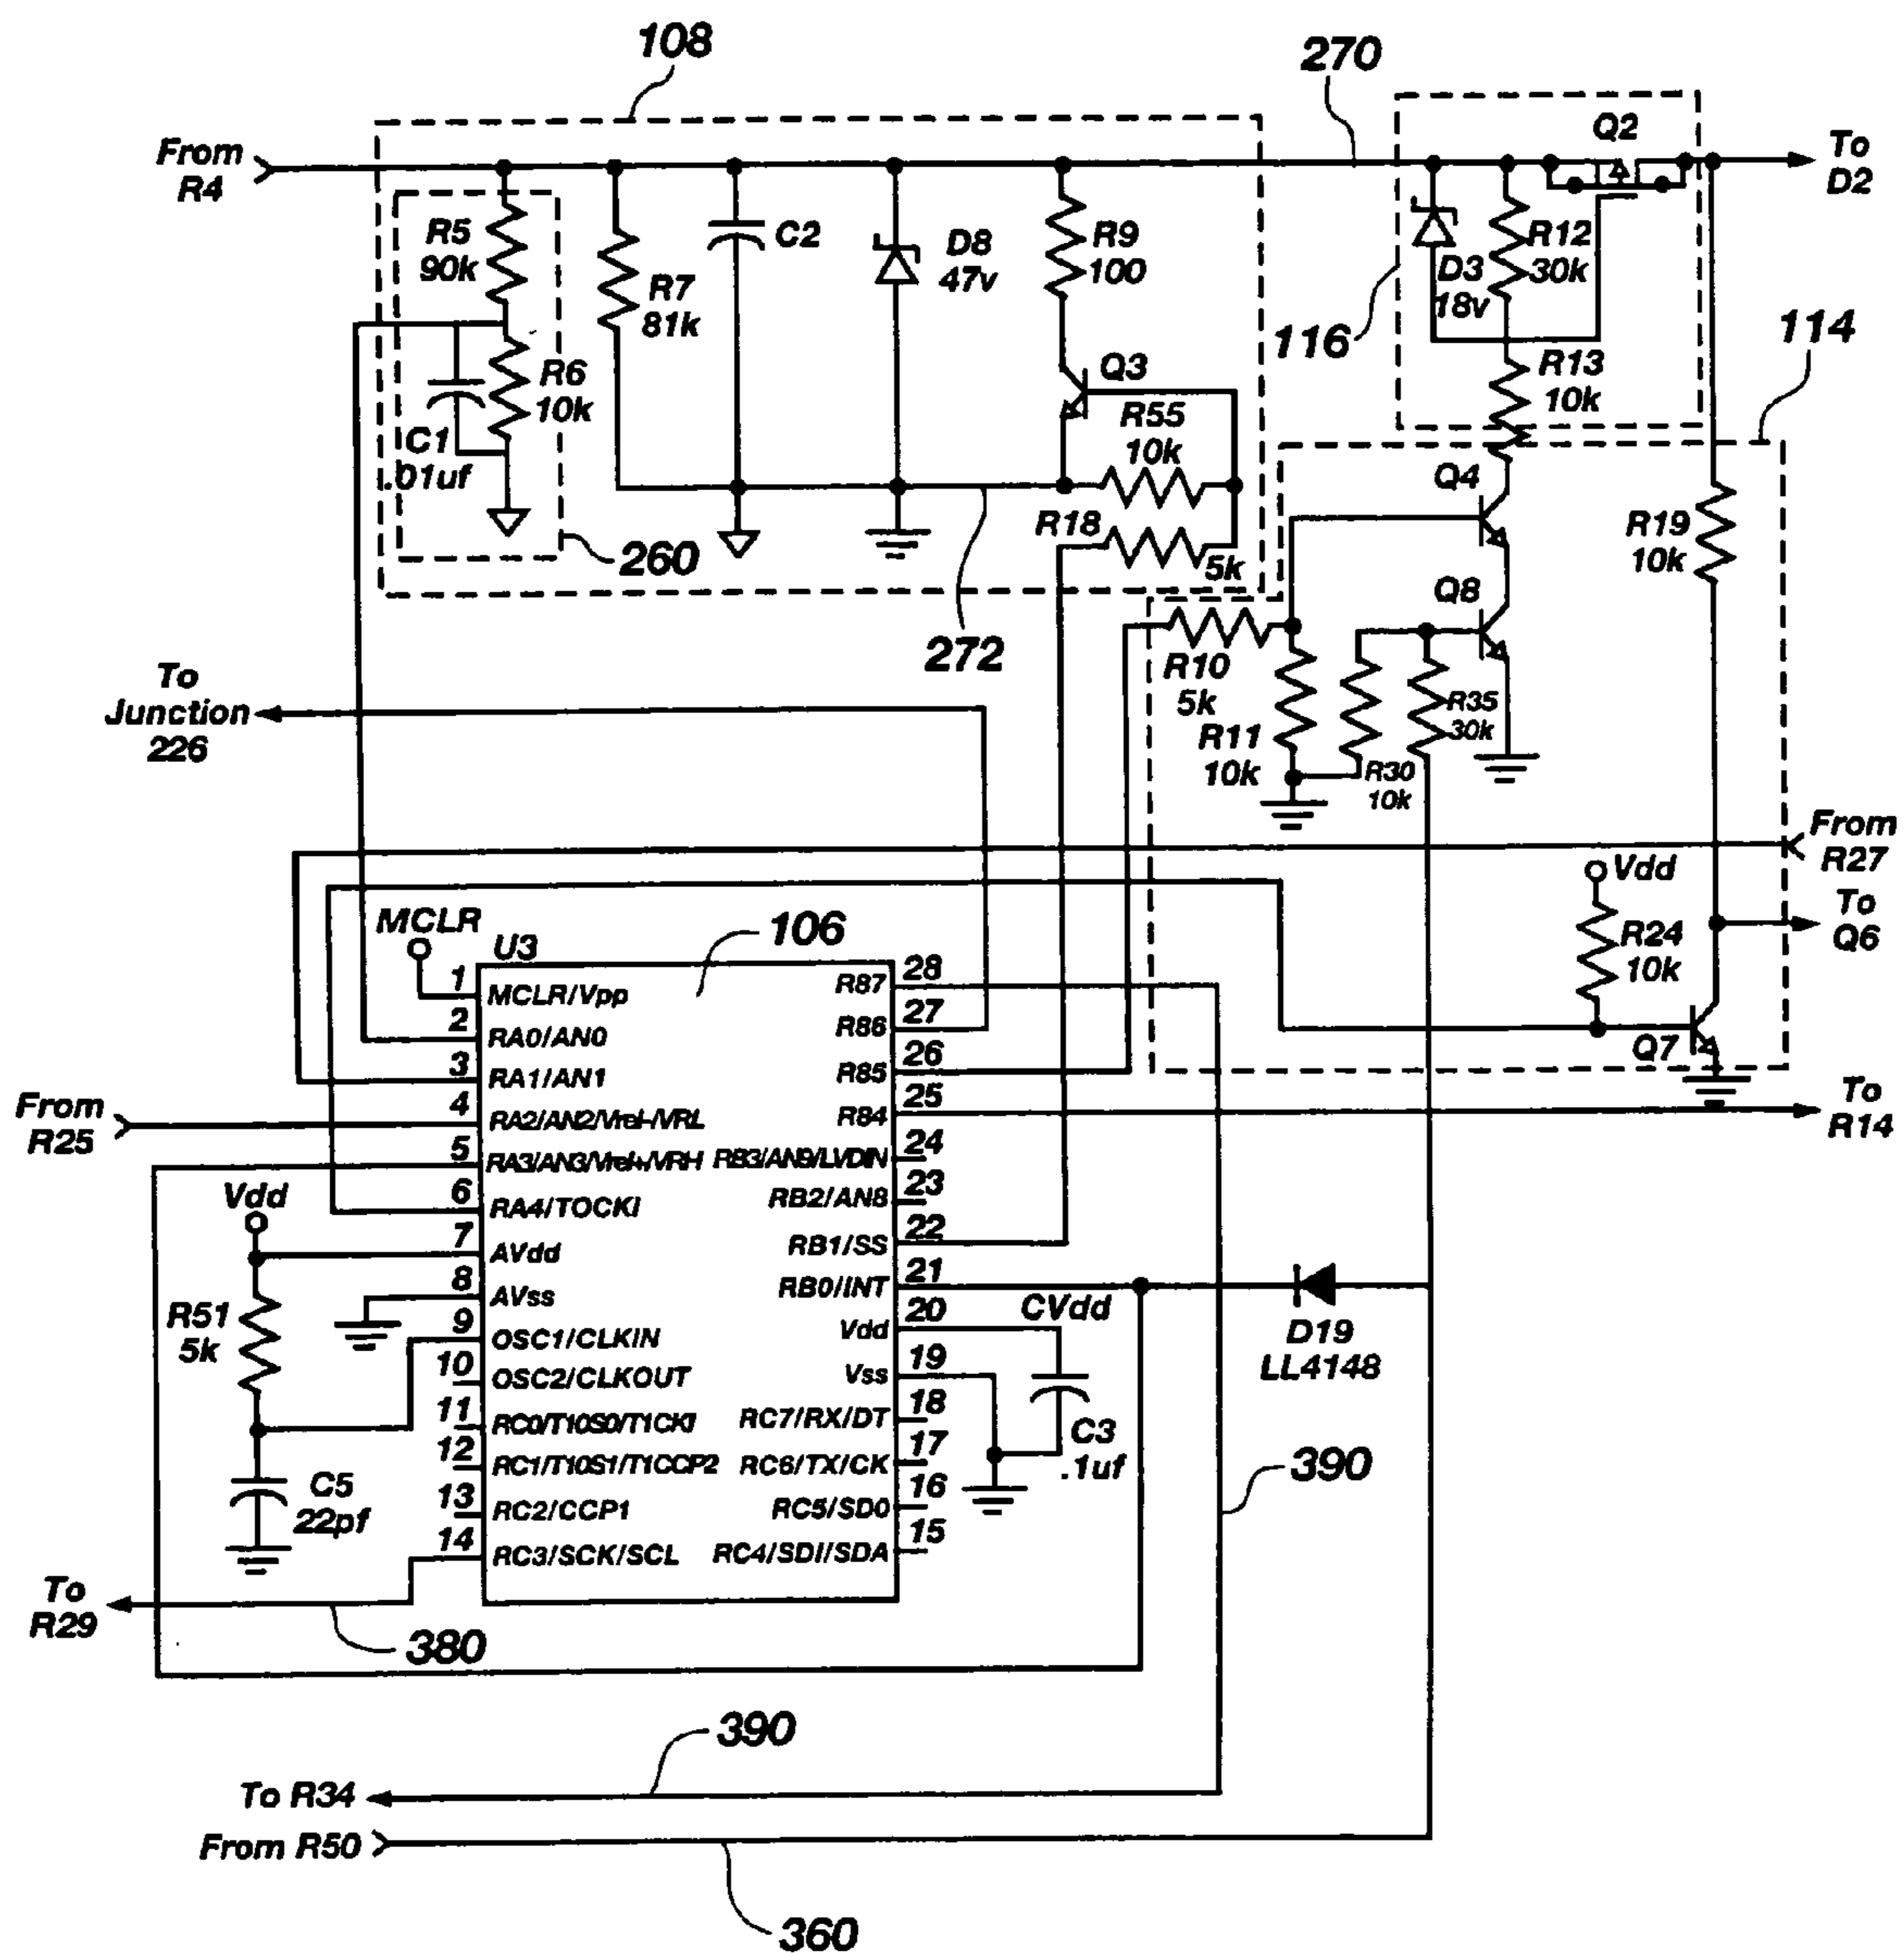 108
270
From
R4
Q2
To
D2
R5
90k
R7
81k
C2
D8
47v
R9
100
D3
18v
R12
30k
116
114
R6
10k
C1
.01uf
Q3
R55
10k
R13
10k
260
R18
5k
Q4
R19
10k
272
Q8
R10
5k
R11
10k
R35
30k
R30
10k
To
Junction
226
From
R27
Vdd
To
Q6
R24
10k
Q7
MCLR
U3
106
1
MCLR/Vpp
2
RA0/AN0
3
RA1/AN1
4
RA2/AN2/Vref-/VRL
5
RA3/AN3/Vref+/VRH
6
RA4/TOCKI
7
AVdd
8
AVss
9
OSC1/CLKIN
10
OSC2/CLKOUT
11
RC0/T10S0/T1CKI
12
RC1/T10S1/T1CCP2
13
RC2/CCP1
14
RC3/SCK/SCL
28
R87
27
R86
26
R85
25
R84
24
RB3/AN9/LVDIN
23
RB2/AN8
22
RB1/SS
21
RB0/INT
20
Vdd
19
Vss
18
RC7/RX/DT
17
RC6/TX/CK
16
RC5/SD0
15
RC4/SDI/SDA
From
R25
To
R14
Vdd
R51
5k
C5
22pf
CVdd
C3
.1uf
D19
LL4148
390
To
R29
380
390
To R34
From R50
360